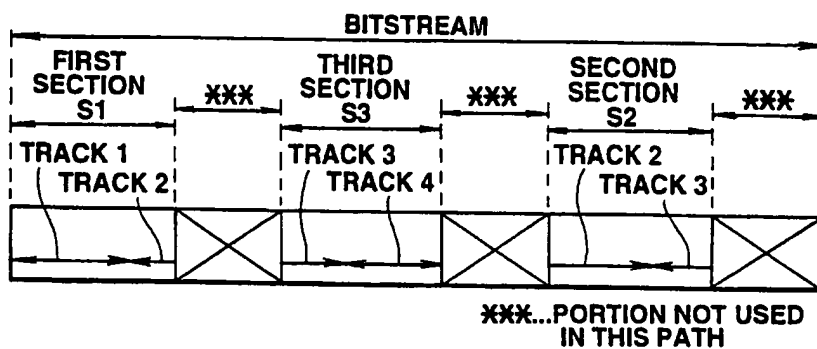 BITSTREAM
FIRST
SECTION
S1
XXX
THIRD
SECTION
S3
XXX
SECOND
SECTION
S2
XXX
TRACK 1
TRACK 2
TRACK 3
TRACK 4
TRACK 2
TRACK 3
XXX...PORTION NOT USED
IN THIS PATH